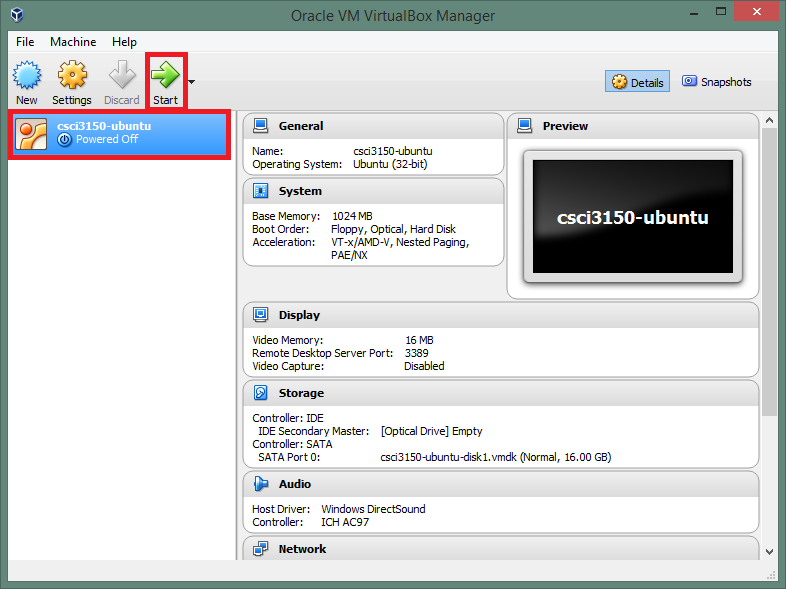 Oracle VM VirtualBox Manager
File Machine Help
New Settings Discard Start Details Snapshots
csci3150-ubuntu
Powered Off
General
Name: csci3150-ubuntu
Operating System: Ubuntu (32-bit)
System
Base Memory: 1024 MB
Boot Order: Floppy, Optical, Hard Disk
Acceleration: VT-x/AMD-V, Nested Paging,
PAE/NX
Preview
csci3150-ubuntu
Display
Video Memory: 16 MB
Remote Desktop Server Port: 3389
Video Capture: Disabled
Storage
Controller: IDE
IDE Secondary Master: [Optical Drive] Empty
Controller: SATA
SATA Port 0: csci3150-ubuntu-disk1.vmdk (Normal, 16.00 GB)
Audio
Host Driver: Windows DirectSound
Controller: ICH AC97
Network